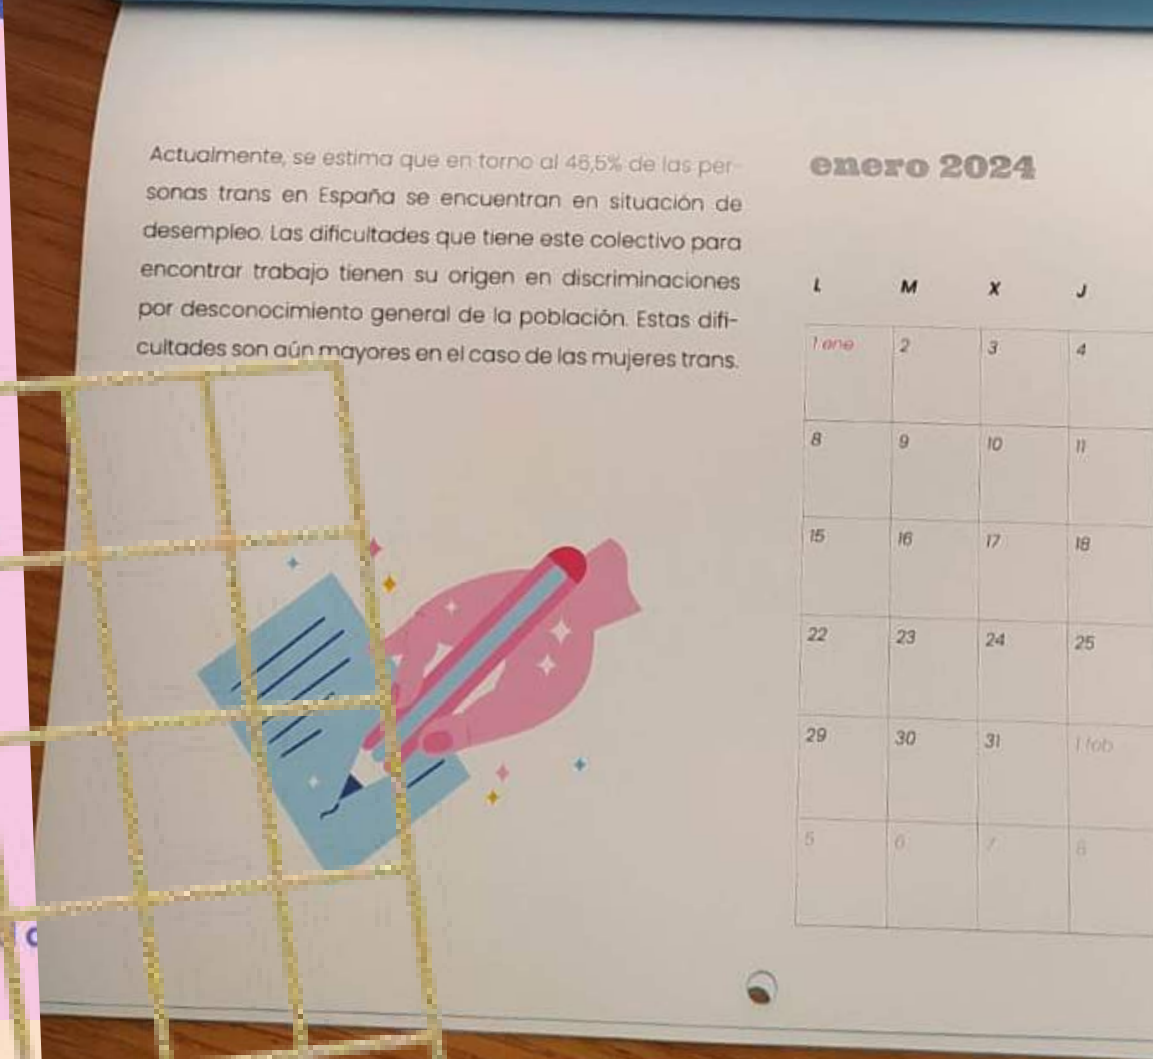 Actualmente, se estima que en torno al 46,5% de las per-
sonas trans en España se encuentran en situación de
desempleo. Las dificultades que tiene este colectivo para
encontrar trabajo tienen su origen en discriminaciones
por desconocimiento general de la población. Estas difi-
cultades son aún mayores en el caso de las mujeres trans.
enero 2024
L M X J
1 ene 2 3 4
8 9 10 11
15 16 17 18
22 23 24 25
29 30 31 1 feb
5 6 7 8